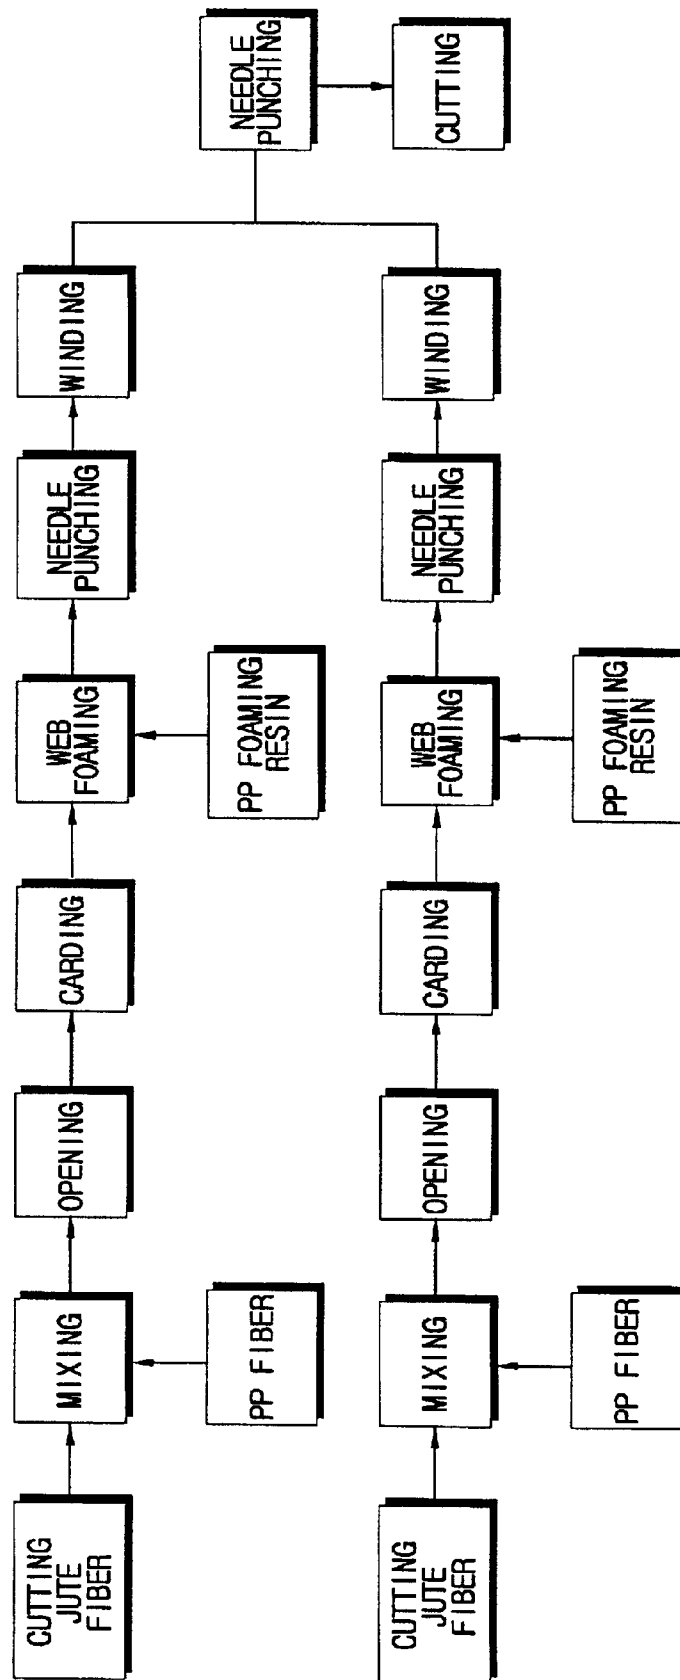 CUTTING
JUTE
FIBER
MIXING
PP FIBER
OPENING
CARDING
WEB
FOAMING
PP FOAMING
RESIN
NEEDLE
PUNCHING
WINDING
CUTTING
JUTE
FIBER
MIXING
PP FIBER
OPENING
CARDING
WEB
FOAMING
PP FOAMING
RESIN
NEEDLE
PUNCHING
WINDING
NEEDLE
PUNCHING
CUTTING